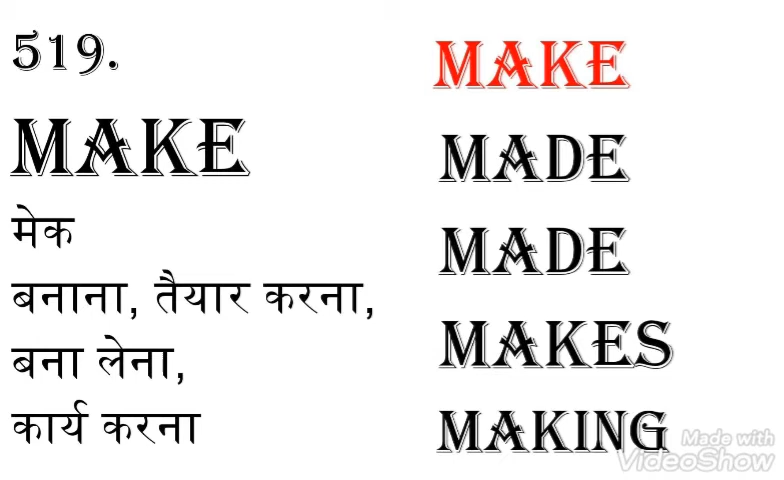 519.
MAKE
मेक
बनाना, तैयार करना,
बना लेना,
कार्य करना
MAKE
MADE
MADE
MAKES
MAKING
Made with
VideoShow